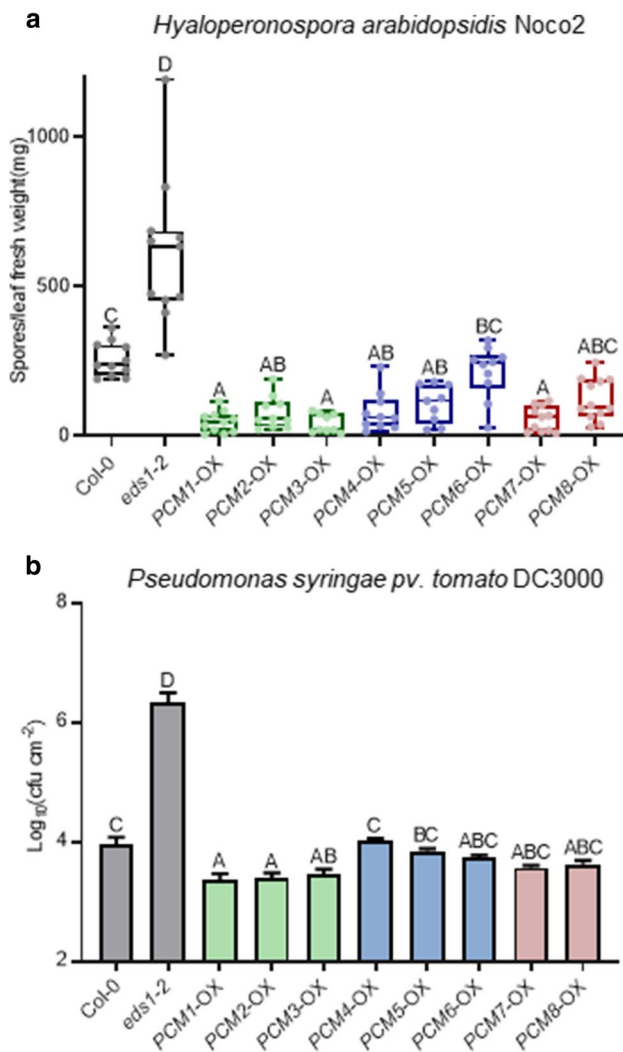 a
Hyaloperonospora arabidopsidis Noco2
Spores/leaf fresh weight(mg)
1000
500
0
C
D
A
AB
A
AB
AB
BC
A
ABC
Col-0
eds1-2
PCM1-OX
PCM2-OX
PCM3-OX
PCM4-OX
PCM5-OX
PCM6-OX
PCM7-OX
PCM8-OX
b
Pseudomonas syringae pv. tomato DC3000
Log₁₀(cfu cm⁻²)
8
6
4
2
C
D
A
A
AB
C
BC
ABC
ABC
ABC
Col-0
eds1-2
PCM1-OX
PCM2-OX
PCM3-OX
PCM4-OX
PCM5-OX
PCM6-OX
PCM7-OX
PCM8-OX